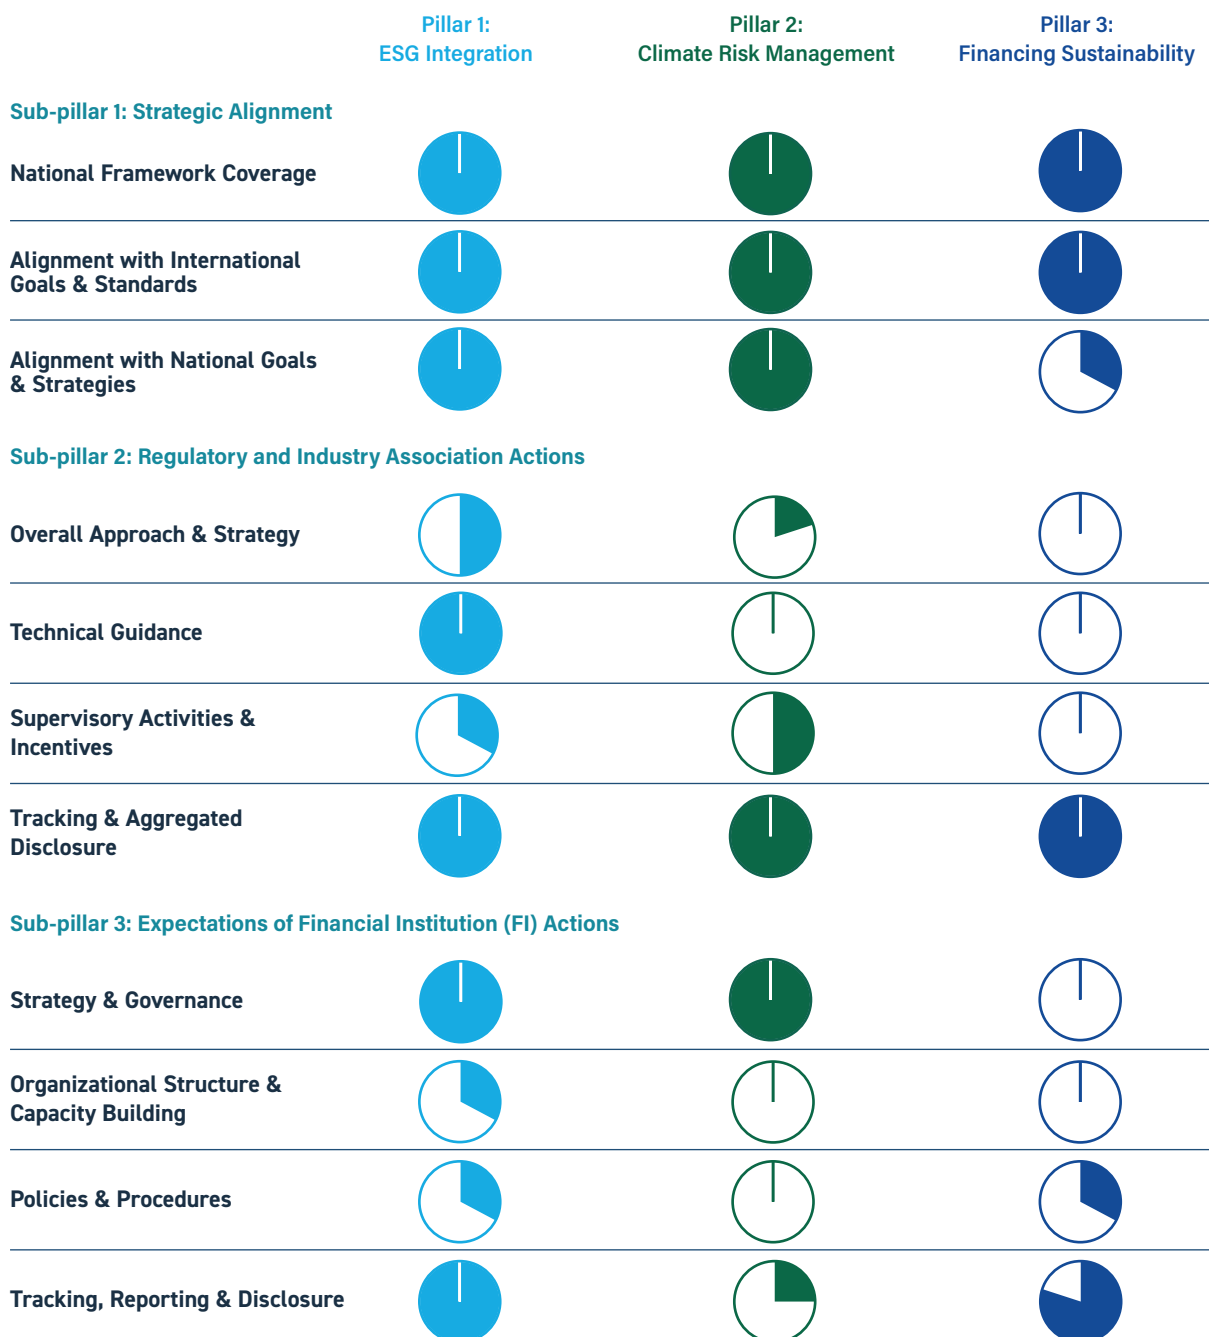 Pillar 1:
ESG Integration
Pillar 2:
Climate Risk Management
Pillar 3:
Financing Sustainability
Sub-pillar 1: Strategic Alignment
National Framework Coverage
Alignment with International
Goals & Standards
Alignment with National Goals
& Strategies
Sub-pillar 2: Regulatory and Industry Association Actions
Overall Approach & Strategy
Technical Guidance
Supervisory Activities &
Incentives
Tracking & Aggregated
Disclosure
Sub-pillar 3: Expectations of Financial Institution (FI) Actions
Strategy & Governance
Organizational Structure &
Capacity Building
Policies & Procedures
Tracking, Reporting & Disclosure